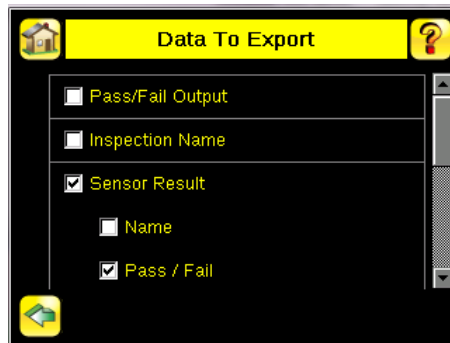 Data To Export
?
Pass/Fail Output
Inspection Name
Sensor Result
Name
Pass / Fail